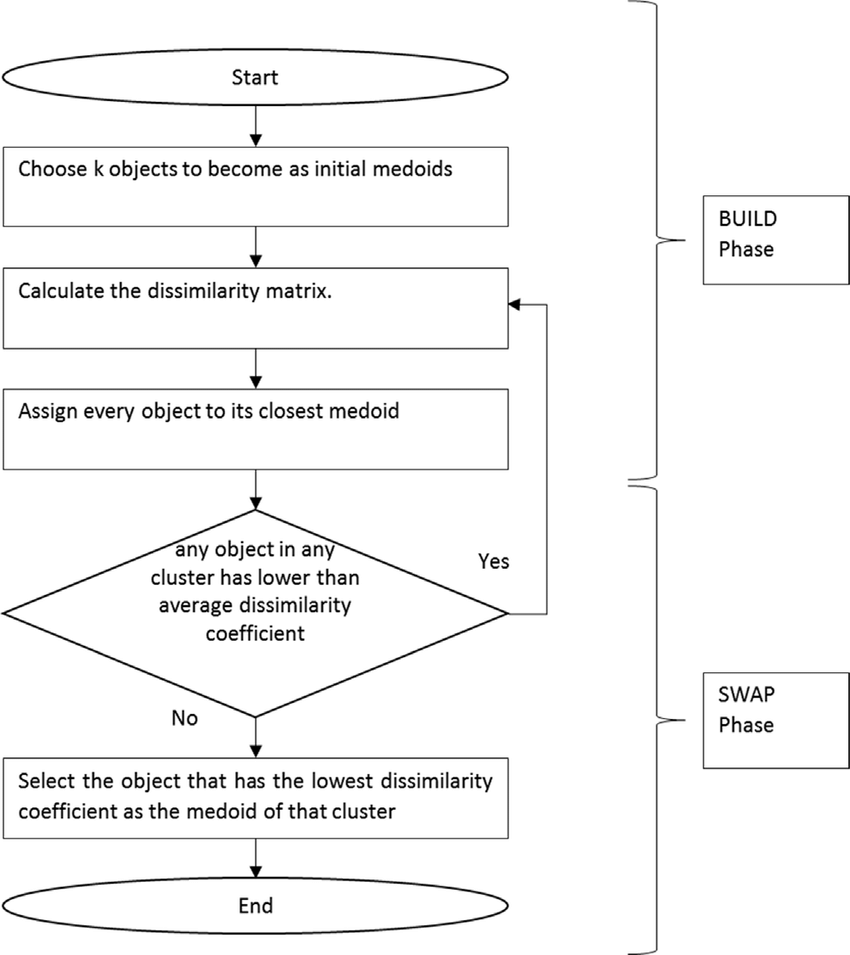 Start
Choose k objects to become as initial medoids
BUILD
Phase
Calculate the dissimilarity matrix.
Assign every object to its closest medoid
any object in any
cluster has lower than
average dissimilarity
coefficient
Yes
No
SWAP
Phase
Select the object that has the lowest dissimilarity
coefficient as the medoid of that cluster
End